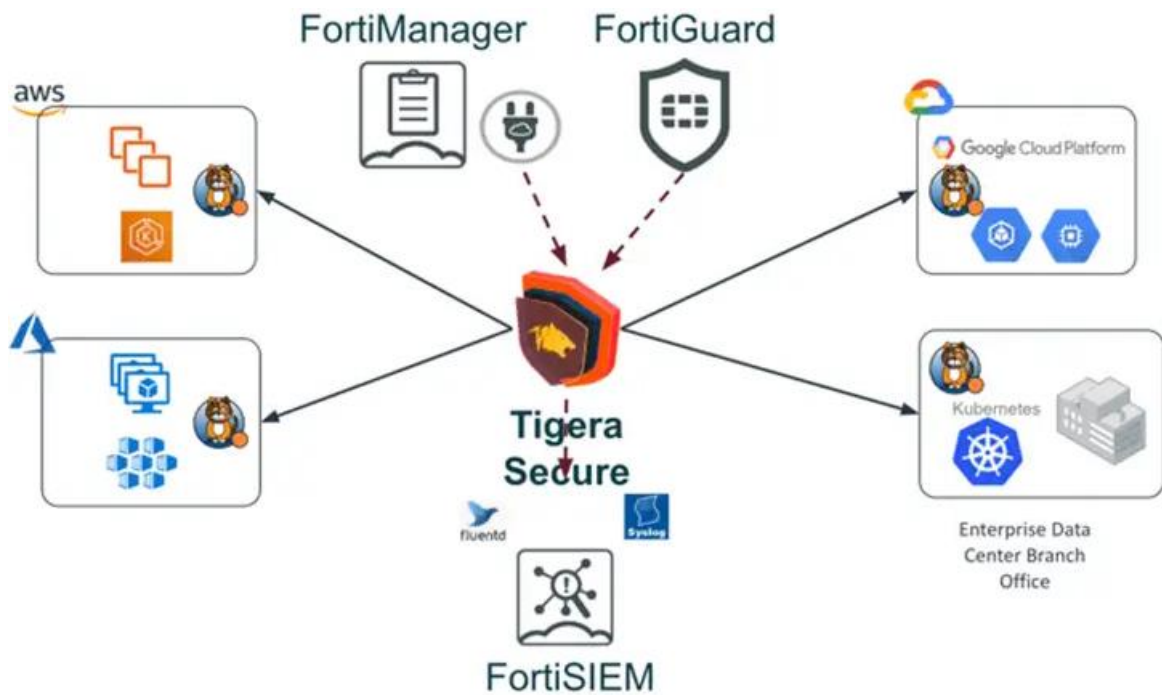 FortiManager
FortiGuard
aws
Google Cloud Platform
K
Tigera
Secure
Kubernetes
Enterprise Data
Center Branch
Office
fluentd
Syslog
FortiSIEM